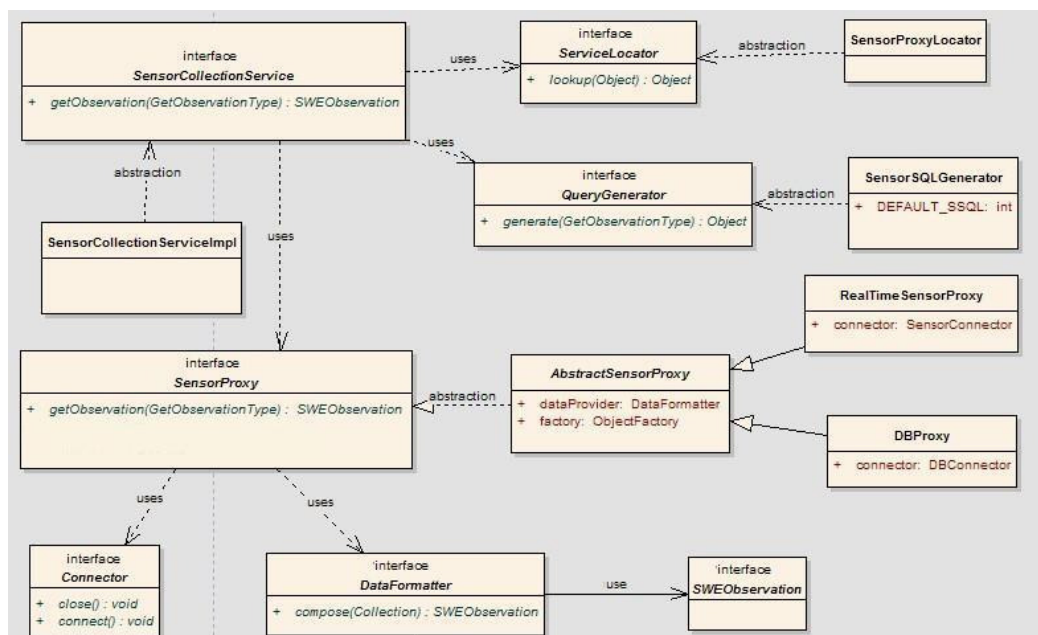 interface
SensorCollectionService
+ getObservation(GetObservationType) : SWEObservation
uses
interface
ServiceLocator
+ lookup(Object) : Object
abstraction
SensorProxyLocator
uses
interface
QueryGenerator
+ generate(GetObservationType) : Object
abstraction
SensorSQLGenerator
+ DEFAULT_SSQL: int
abstraction
SensorCollectionServiceImpl
uses
RealTimeSensorProxy
+ connector: SensorConnector
interface
SensorProxy
+ getObservation(GetObservationType) : SWEObservation
abstraction
AbstractSensorProxy
+ dataProvider: DataFormatter
+ factory: ObjectFactory
DBProxy
+ connector: DBConnector
uses
uses
interface
Connector
+ close() : void
+ connect() : void
interface
DataFormatter
+ compose(Collection) : SWEObservation
use
interface
SWEObservation